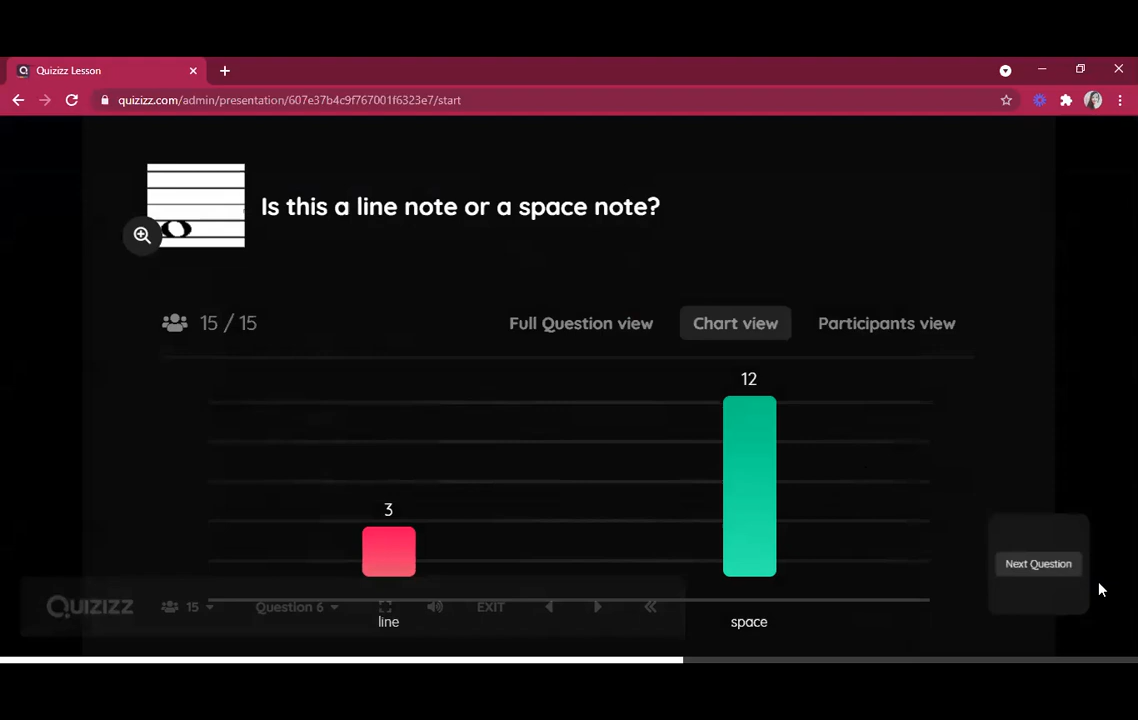 Quizizz Lesson
quizizz.com/admin/presentation/607e37b4c9f767001f6323e7/start
Is this a line note or a space note?
15 / 15
Full Question view
Chart view
Participants view
12
3
Next Question
QUIZIZZ
15
Question 6
EXIT
line
space